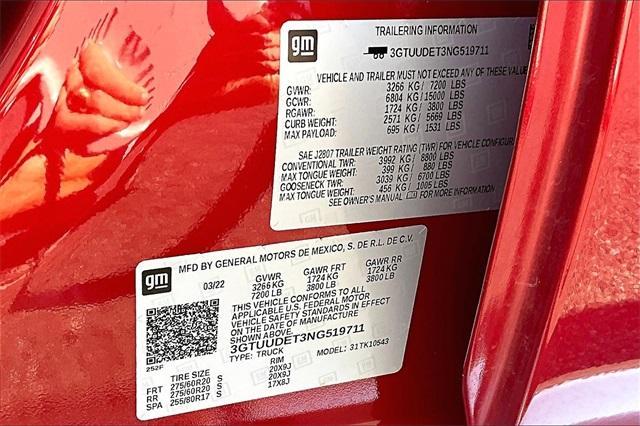 gm
TRAILERING INFORMATION
3GTUUDET3NG519711
VEHICLE AND TRAILER MUST NOT EXCEED ANY OF THESE VALUE
GVWR: 3266 KG / 7200 LBS
GCWR: 6804 KG / 15000 LBS
RGAWR: 1724 KG / 3800 LBS
CURB WEIGHT: 2571 KG / 5669 LBS
MAX PAYLOAD: 695 KG / 1531 LBS
SAE J2807 TRAILER WEIGHT RATING (TWR) FOR VEHICLE CONFIGUR
CONVENTIONAL TWR: 3992 KG / 8800 LBS
MAX TONGUE WEIGHT: 399 KG / 880 LBS
GOOSENECK TWR: 3039 KG / 6700 LBS
MAX TONGUE WEIGHT: 456 KG / 1005 LBS
SEE OWNER'S MANUAL FOR MORE INFORMATION
gm
MFD BY GENERAL MOTORS DE MEXICO, S. DE R.L. DE C.V.
03/22 GVWR GAWR FRT GAWR RR
3266 KG 1724 KG 1724 KG
7200 LB 3800 LB 3800 LB
THIS VEHICLE CONFORMS TO ALL
APPLICABLE U.S. FEDERAL MOTOR
VEHICLE SAFETY STANDARDS IN EFFECT
ON THE DATE OF MANUFACTURE
SHOWN ABOVE.
3GTUUDET3NG519711
TYPE: TRUCK MODEL: 31TK10543
252F
TIRE SIZE RIM
FRT 275/60R20 S 20X9J
RR 275/60R20 S 20X9J
SPA 255/80R17 S 17X8J